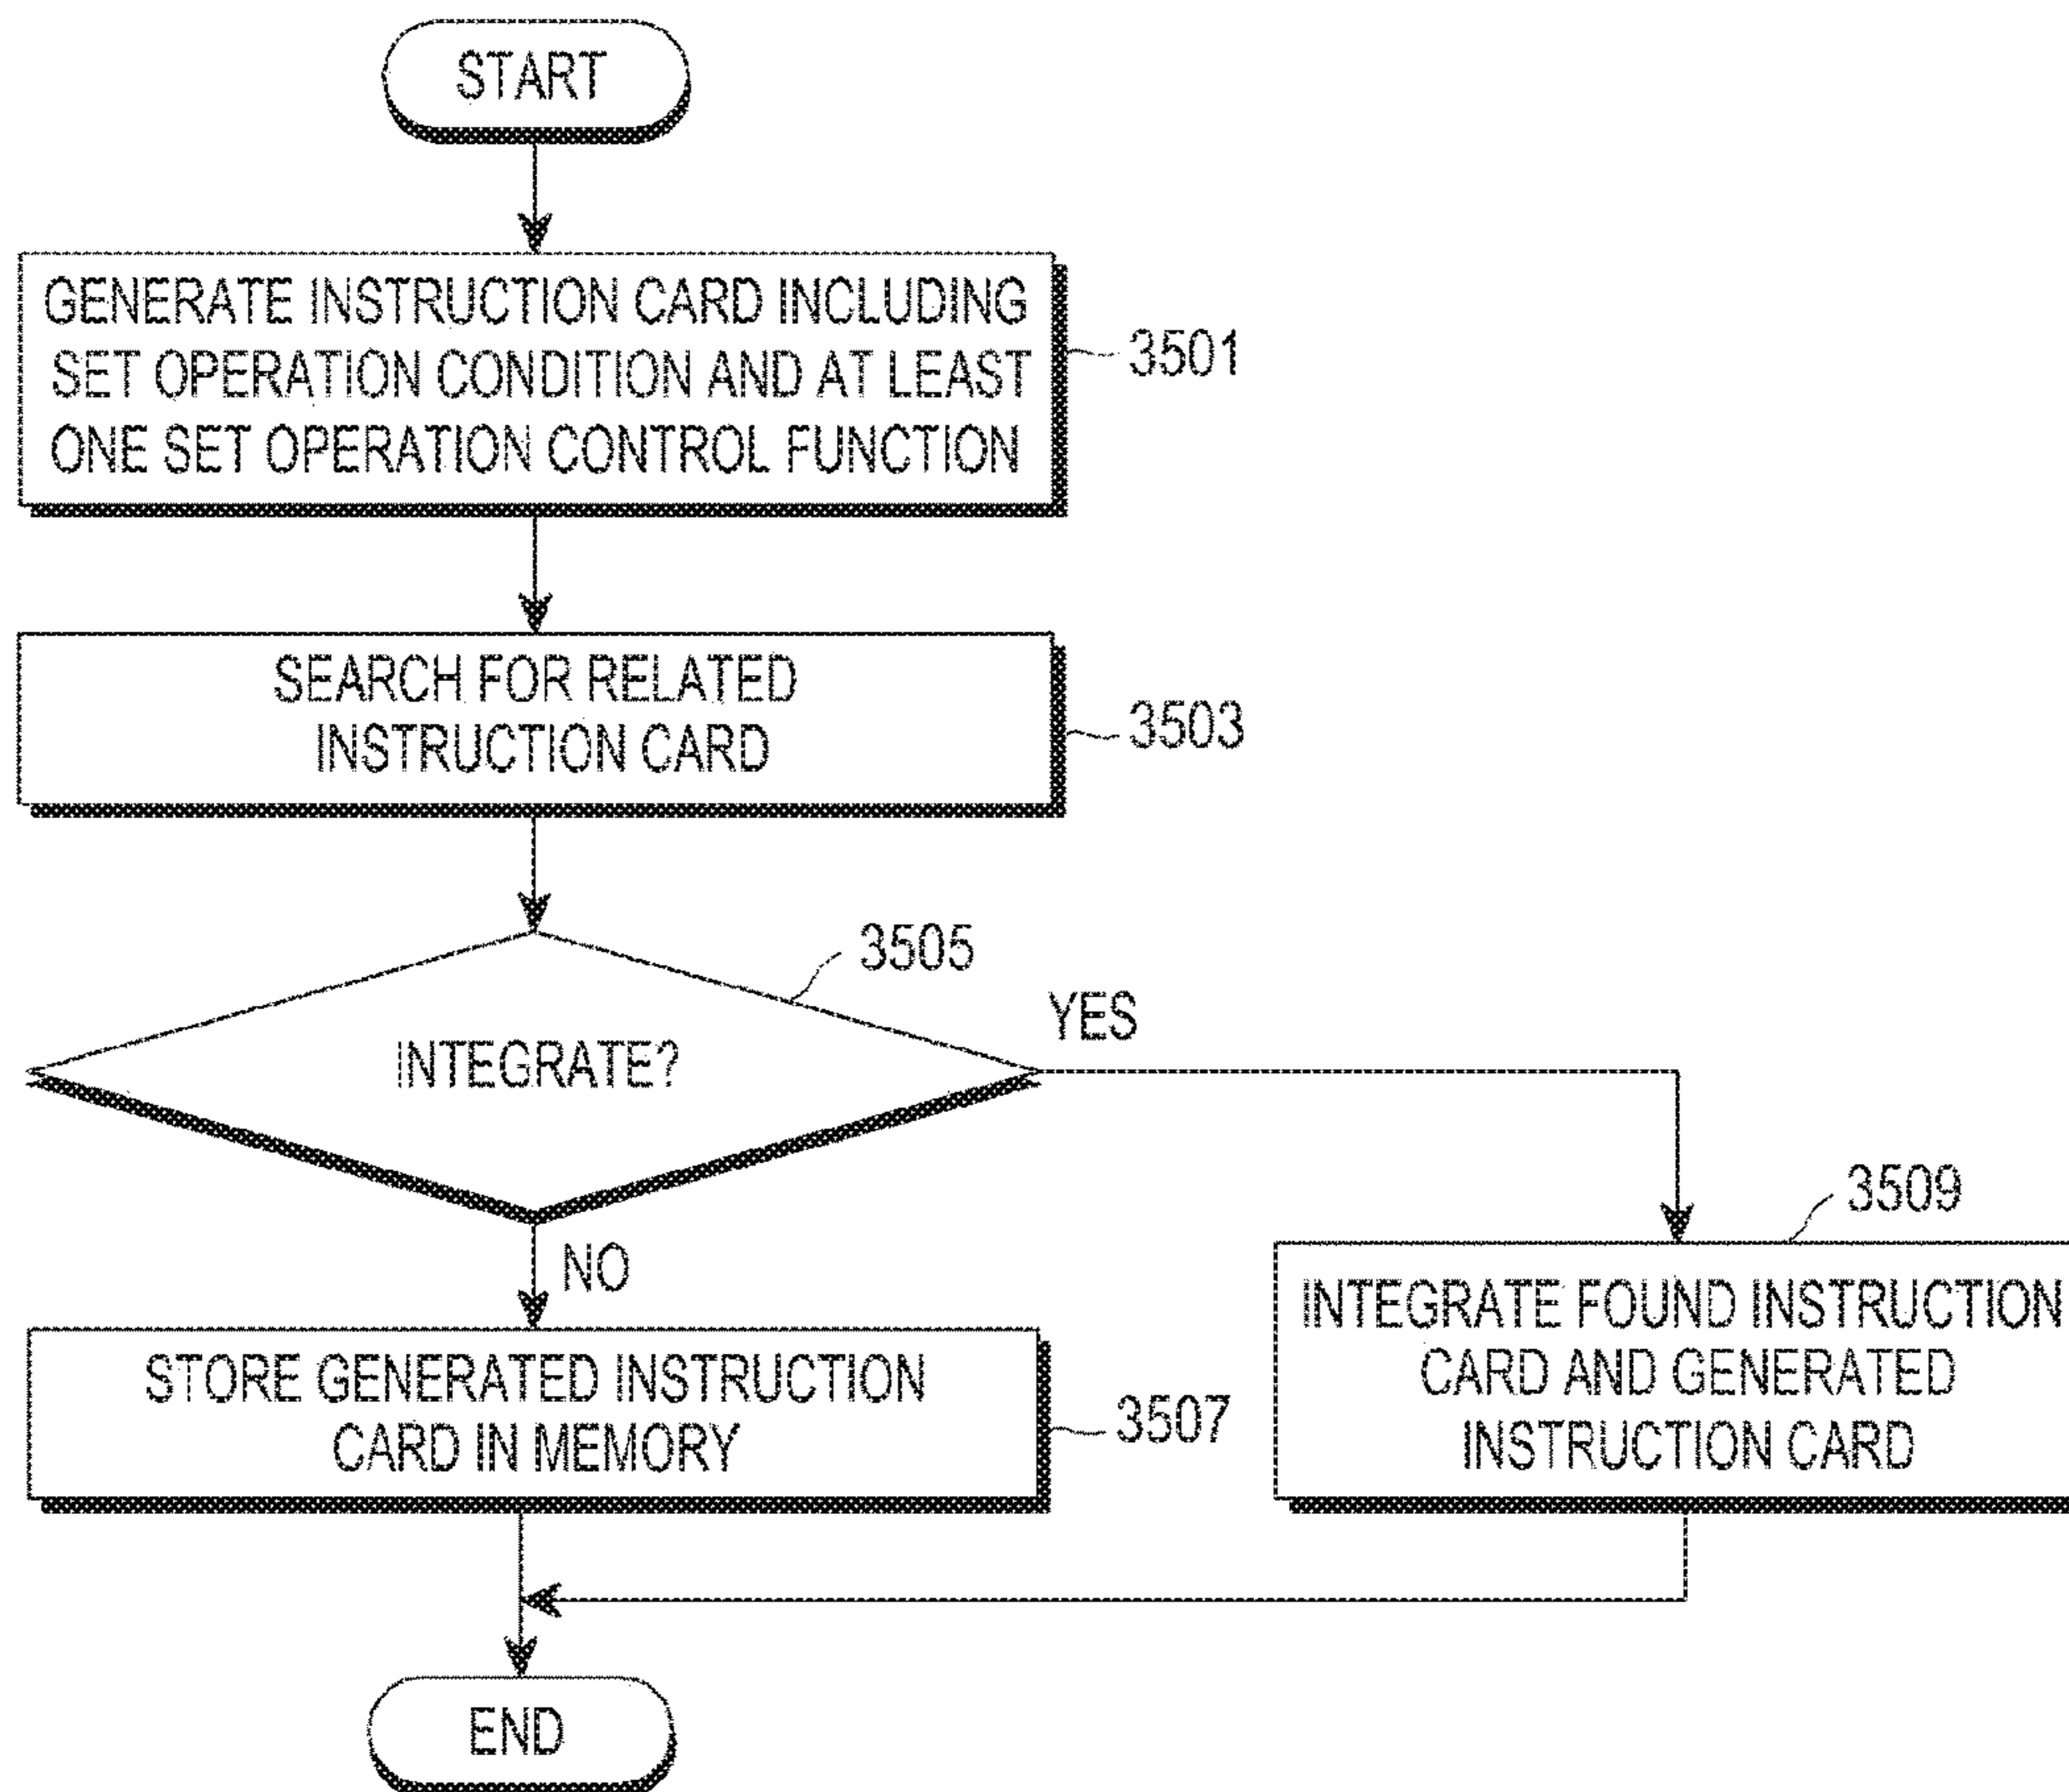 START
GENERATE INSTRUCTION CARD INCLUDING
SET OPERATION CONDITION AND AT LEAST
ONE SET OPERATION CONTROL FUNCTION
3501
SEARCH FOR RELATED
INSTRUCTION CARD
3503
3505
INTEGRATE?
YES
NO
3509
INTEGRATE FOUND INSTRUCTION
CARD AND GENERATED
INSTRUCTION CARD
STORE GENERATED INSTRUCTION
CARD IN MEMORY
3507
END